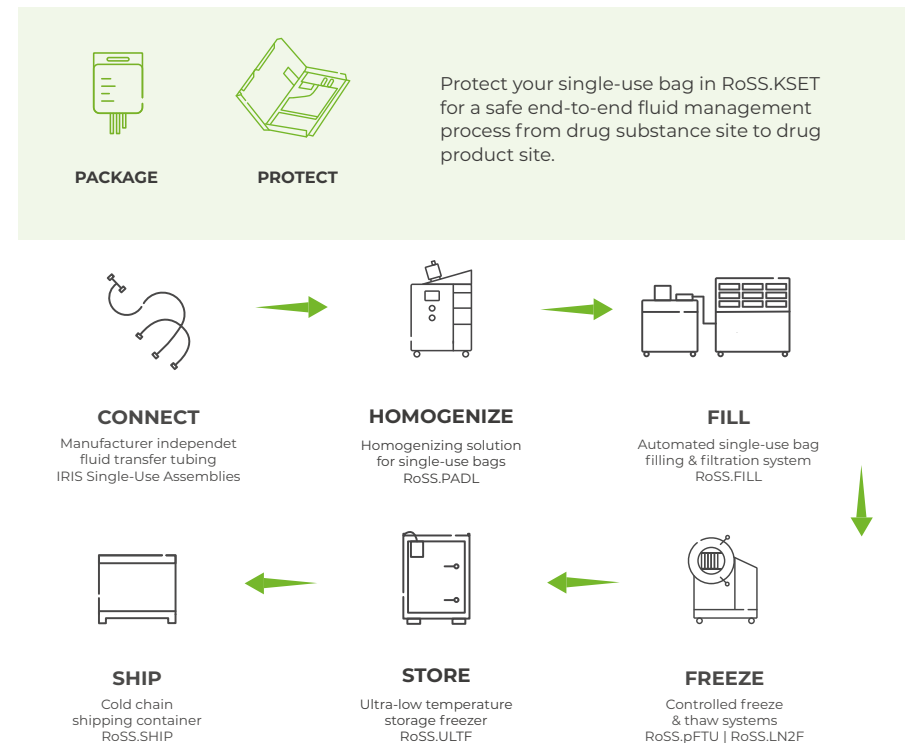 PACKAGE
PROTECT
Protect your single-use bag in RoSS.KSET
for a safe end-to-end fluid management
process from drug substance site to drug
product site.
CONNECT
Manufacturer independet
fluid transfer tubing
IRIS Single-Use Assemblies
HOMOGENIZE
Homogenizing solution
for single-use bags
RoSS.PADL
FILL
Automated single-use bag
filling & filtration system
RoSS.FILL
SHIP
Cold chain
shipping container
RoSS.SHIP
STORE
Ultra-low temperature
storage freezer
RoSS.ULTF
FREEZE
Controlled freeze
& thaw systems
RoSS.pFTU | RoSS.LN2F